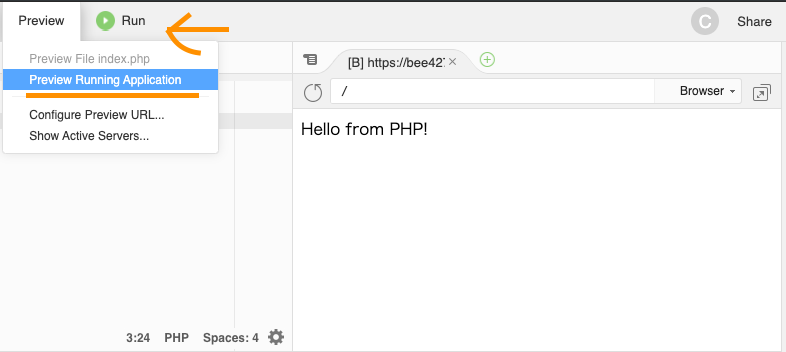 Preview
Run
C
Share
Preview File index.php
Preview Running Application
Configure Preview URL...
Show Active Servers...
[B] https://bee42
/
Browser
Hello from PHP!
3:24 PHP Spaces: 4